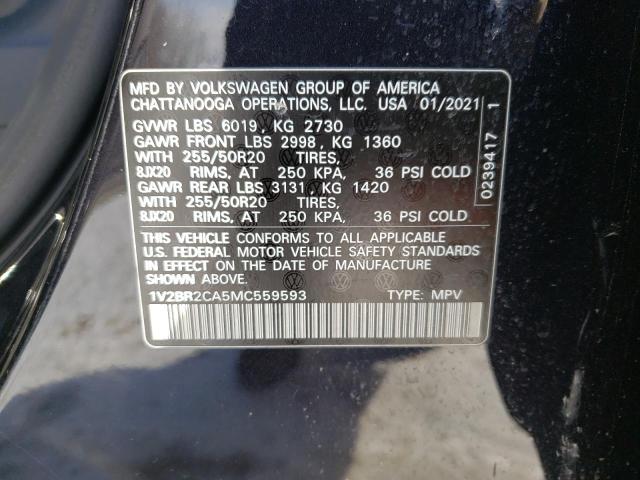 MFD BY VOLKSWAGEN GROUP OF AMERICA
CHATTANOOGA OPERATIONS, LLC. USA 01/2021
GVWR LBS 6019, KG 2730
GAWR FRONT LBS 2998, KG 1360
WITH 255/50R20 TIRES,
8JX20 RIMS, AT 250 KPA, 36 PSI COLD
GAWR REAR LBS 3131, KG 1420
WITH 255/50R20 TIRES,
8JX20 RIMS, AT 250 KPA, 36 PSI COLD
THIS VEHICLE CONFORMS TO ALL APPLICABLE
U.S. FEDERAL MOTOR VEHICLE SAFETY STANDARDS
IN EFFECT ON THE DATE OF MANUFACTURE
SHOWN ABOVE.
1V2BR2CA5MC559593 TYPE: MPV
0239417 1